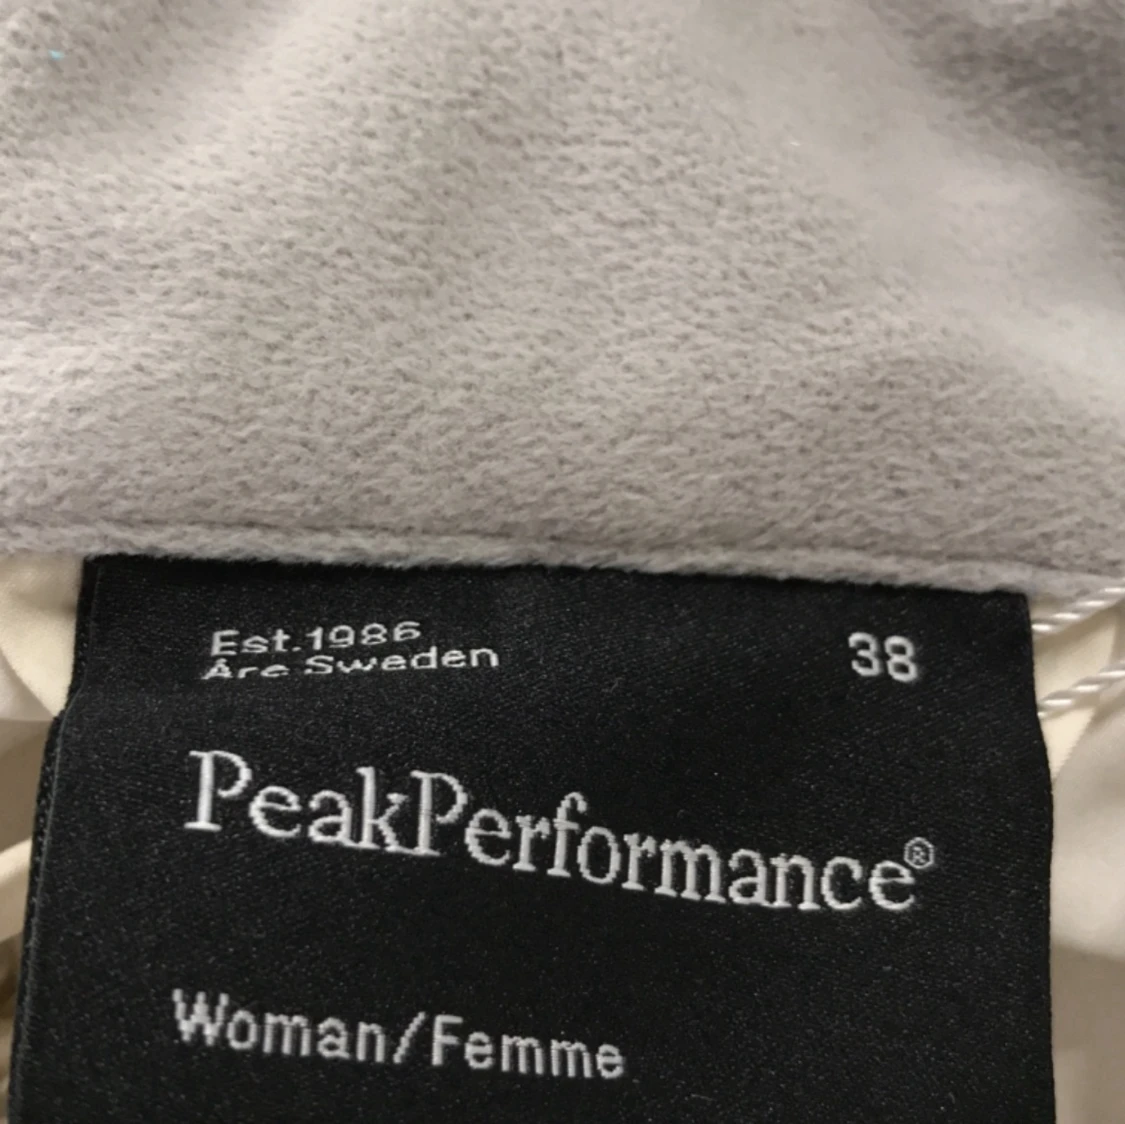 Est.1986
Åre Sweden
38
PeakPerformance®
Woman/Femme